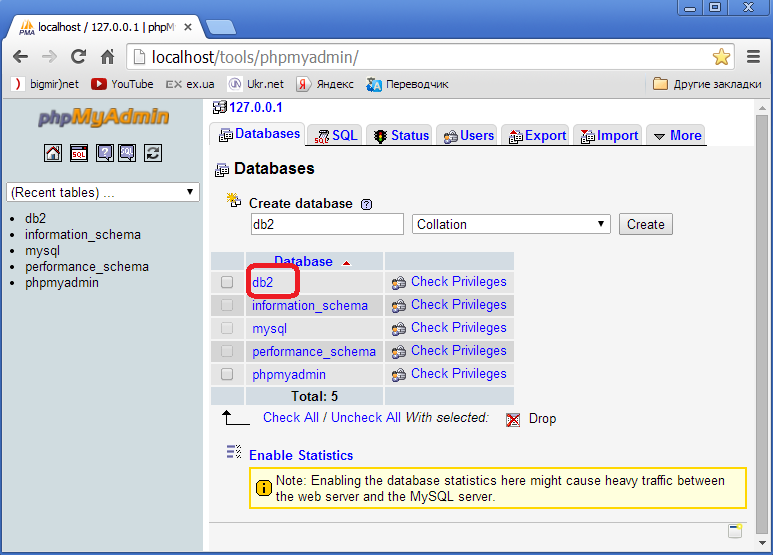 localhost / 127.0.0.1 | phpM
localhost/tools/phpmyadmin/
bigmir)net YouTube EX ex.ua Ukr.net Яндекс Переводчик Другие закладки
phpMyAdmin
(Recent tables) ...
db2
information_schema
mysql
performance_schema
phpmyadmin
127.0.0.1
Databases SQL Status Users Export Import More
Databases
Create database
db2 Collation Create
Database
db2 Check Privileges
information_schema Check Privileges
mysql Check Privileges
performance_schema Check Privileges
phpmyadmin Check Privileges
Total: 5
Check All / Uncheck All With selected: Drop
Enable Statistics
Note: Enabling the database statistics here might cause heavy traffic between
the web server and the MySQL server.